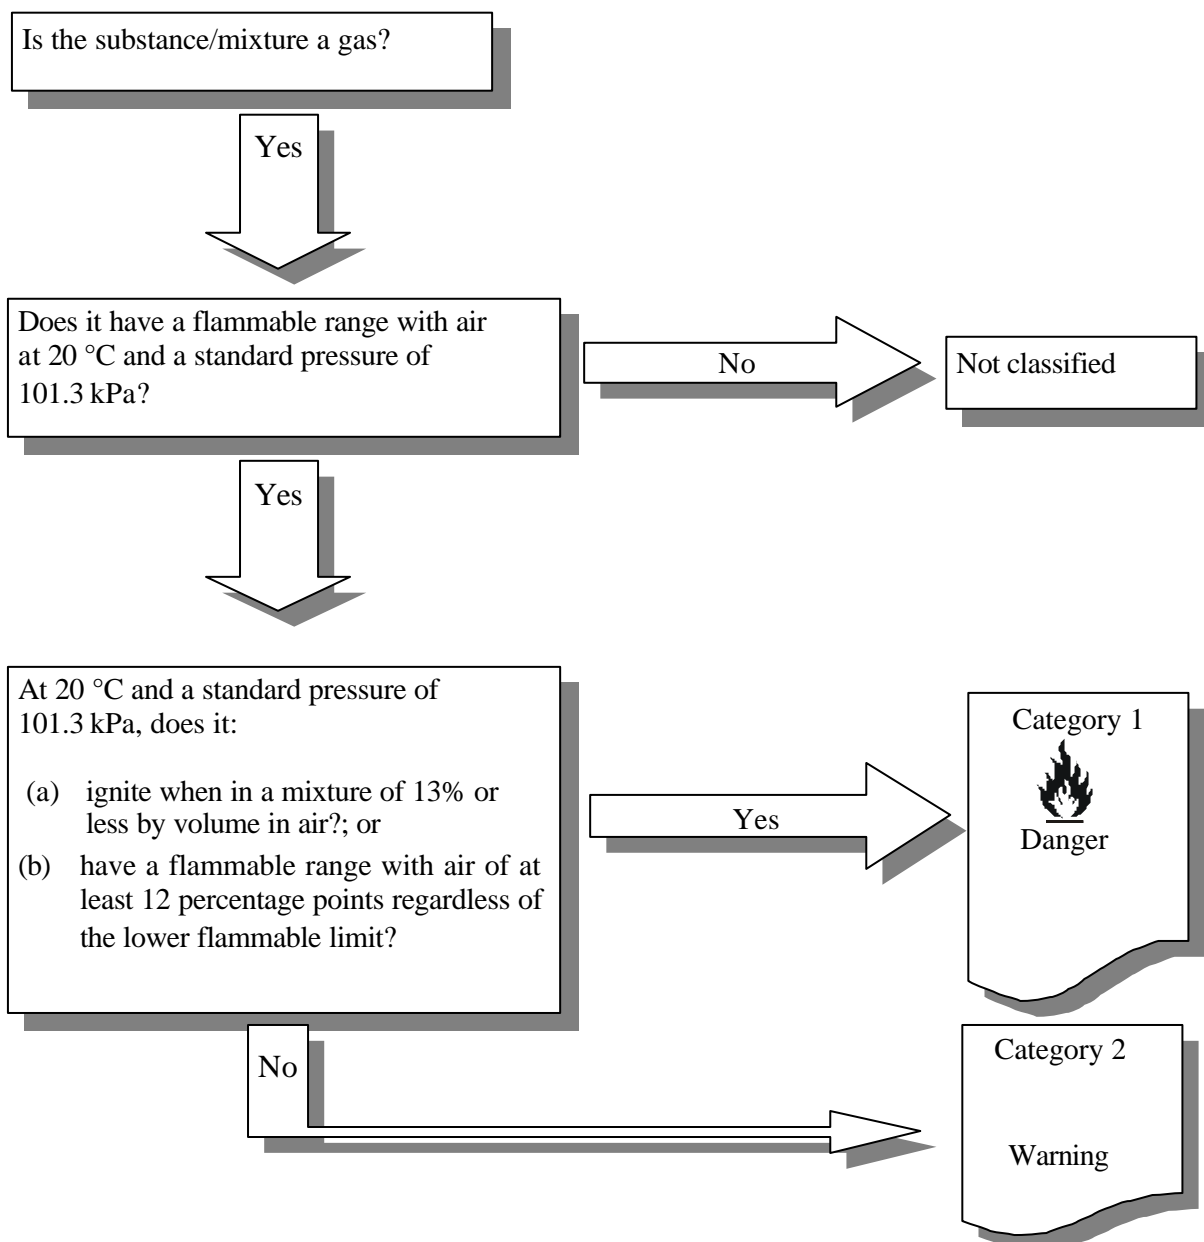 Is the substance/mixture a gas?
Yes
Does it have a flammable range with air
at 20 °C and a standard pressure of
101.3 kPa?
No
Not classified
Yes
At 20 °C and a standard pressure of
101.3 kPa, does it:
(a) ignite when in a mixture of 13% or
less by volume in air?; or
(b) have a flammable range with air of at
least 12 percentage points regardless of
the lower flammable limit?
Yes
Category 1
Danger
No
Category 2
Warning